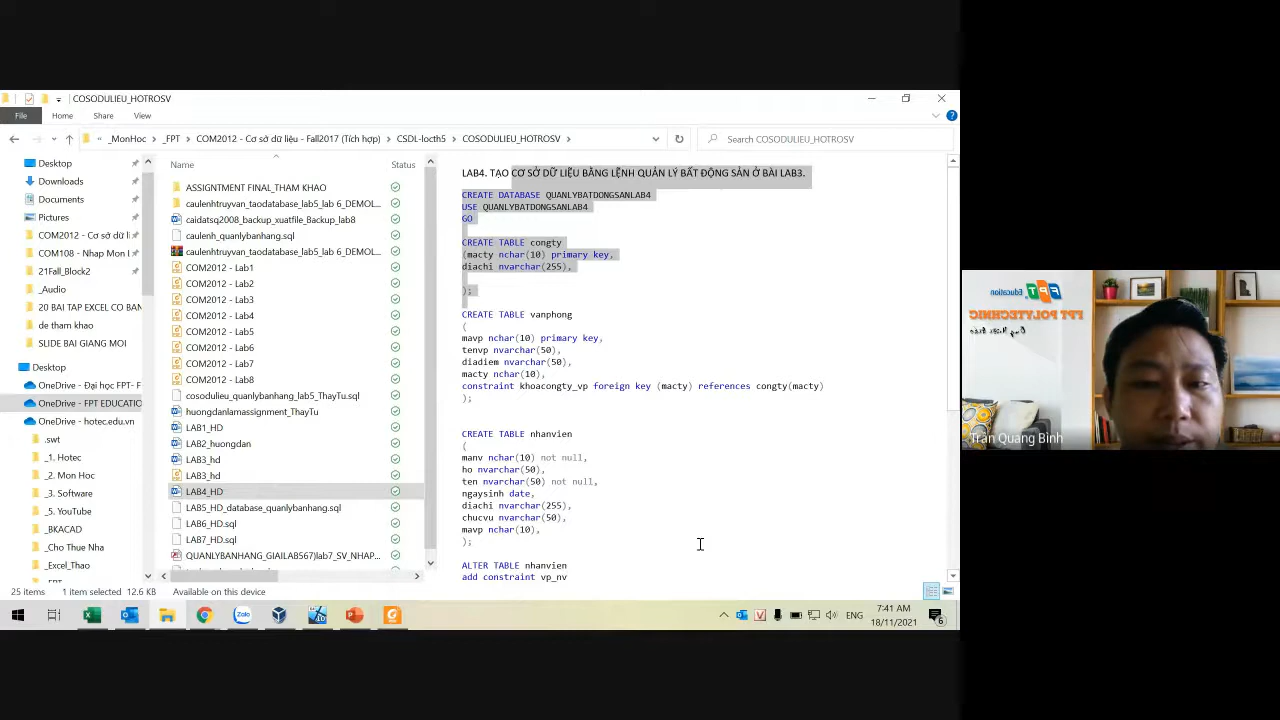 COSODULIEU_HOTROSV
File Home Share View
« _MonHoc › _FPT › COM2012 - Cơ sở dữ liệu - Fall2017 (Tích hợp) › CSDL-locth5 › COSODULIEU_HOTROSV ›
Search COSODULIEU_HOTROSV
Desktop
Downloads
Documents
Pictures
COM2012 - Cơ sở dữ li
COM108 - Nhap Mon I
21Fall_Block2
_Audio
20 BAI TAP EXCEL CO BAN
de tham khao
SLIDE BAI GIANG MOI
Desktop
OneDrive - Đại học FPT- F
OneDrive - FPT EDUCATIO
OneDrive - hotec.edu.vn
.swt
_1. Hotec
_2. Mon Hoc
_3. Software
_5. YouTube
_BKACAD
_Cho Thue Nha
_Excel_Thao
Name Status
ASSIGNTMENT FINAL_THAM KHAO
caulenhtruyvan_taodatabase_lab5_lab 6_DEMOL...
caidatsq2008_backup_xuatfile_Backup_lab8
caulenh_quanlybanhang.sql
caulenhtruyvan_taodatabase_lab5_lab 6_DEMOL...
COM2012 - Lab1
COM2012 - Lab2
COM2012 - Lab3
COM2012 - Lab4
COM2012 - Lab5
COM2012 - Lab6
COM2012 - Lab7
COM2012 - Lab8
cosodulieu_quanlybanhang_lab5_ThayTu.sql
huongdanlamassignment_ThayTu
LAB1_HD
LAB2_huongdan
LAB3_hd
LAB3_hd
LAB4_HD
LAB5_HD_database_quanlybanhang.sql
LAB6_HD.sql
LAB7_HD.sql
QUANLYBANHANG_GIAILAB567)lab7_SV_NHAP...
LAB4. TẠO CƠ SỞ DỮ LIỆU BẰNG LỆNH QUẢN LÝ BẤT ĐỘNG SẢN Ở BÀI LAB3.
CREATE DATABASE QUANLYBATDONGSANLAB4
USE QUANLYBATDONGSANLAB4
GO
CREATE TABLE congty
(macty nchar(10) primary key,
diachi nvarchar(255),
);
CREATE TABLE vanphong
(
mavp nchar(10) primary key,
tenvp nvarchar(50),
diadiem nvarchar(50),
macty nchar(10),
constraint khoacongty_vp foreign key (macty) references congty(macty)
);
CREATE TABLE nhanvien
(
manv nchar(10) not null,
ho nvarchar(50),
ten nvarchar(50) not null,
ngaysinh date,
diachi nvarchar(255),
chucvu nvarchar(50),
mavp nchar(10),
);
ALTER TABLE nhanvien
add constraint vp_nv
25 items 1 item selected 12.6 KB Available on this device
Zalo
ENG
7:41 AM
18/11/2021
6
FPT Education
FPT POLYTECHNIC
Trần Quang Bình